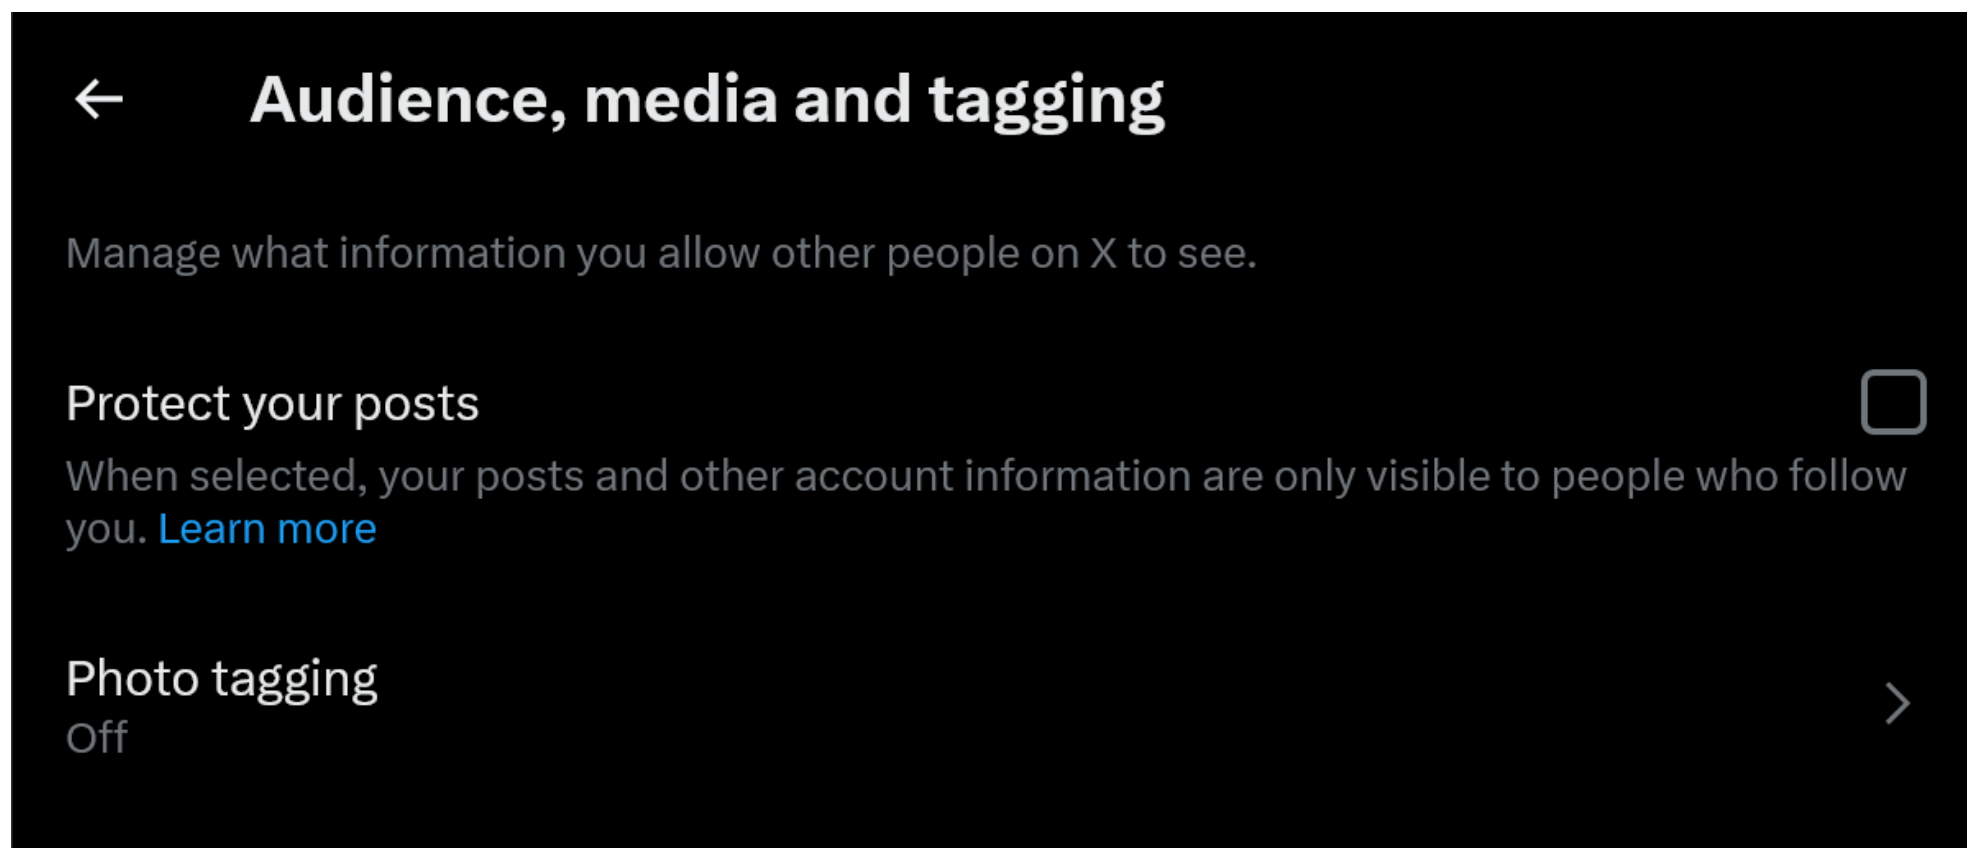 Audience, media and tagging
Manage what information you allow other people on X to see.
Protect your posts
When selected, your posts and other account information are only visible to people who follow
you. Learn more
Photo tagging
Off